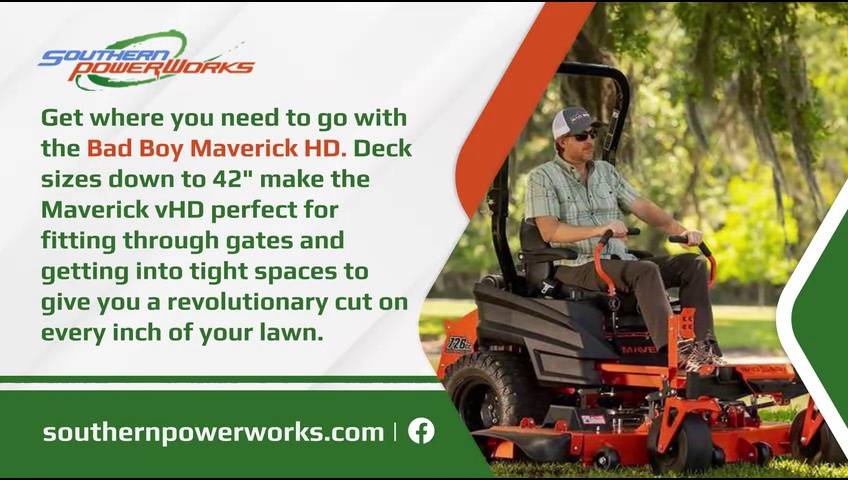 SOUTHERN
POWERWORKS
Get where you need to go with
the Bad Boy Maverick HD. Deck
sizes down to 42" make the
Maverick vHD perfect for
fitting through gates and
getting into tight spaces to
give you a revolutionary cut on
every inch of your lawn.
726cc
MAVE
southernpowerworks.com |